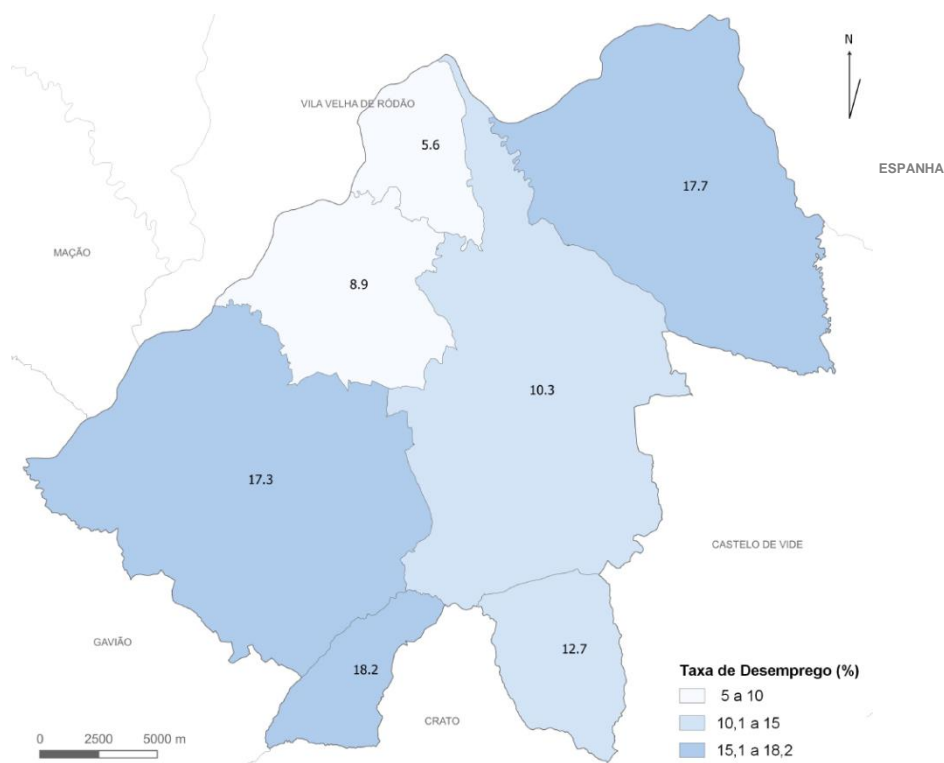 N
VILA VELHA DE RÓDÃO
5.6
ESPANHA
17.7
MAÇÃO
8.9
10.3
17.3
CASTELO DE VIDE
GAVIÃO
12.7
18.2
CRATO
Taxa de Desemprego (%)
5 a 10
10,1 a 15
15,1 a 18,2
0 2500 5000 m